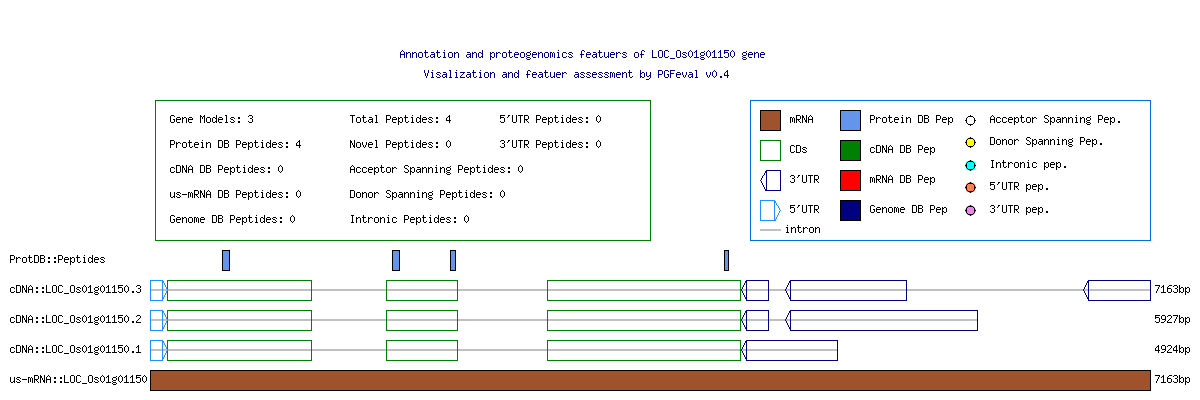 Annotation and proteogenomics featuers of LOC_Os01g01150 gene
Visalization and featuer assessment by PGFeval v0.4
Gene Models: 3 Total Peptides: 4 5'UTR Peptides: 0
Protein DB Peptides: 4 Novel Peptides: 0 3'UTR Peptides: 0
cDNA DB Peptides: 0 Acceptor Spanning Peptides: 0
us-mRNA DB Peptides: 0 Donor Spanning Peptides: 0
Genome DB Peptides: 0 Intronic Peptides: 0
mRNA Protein DB Pep Acceptor Spanning Pep.
CDs cDNA DB Pep Donor Spanning Pep.
3'UTR mRNA DB Pep Intronic pep.
5'UTR Genome DB Pep 5'UTR pep.
intron 3'UTR pep.
ProtDB::Peptides
cDNA::LOC_Os01g01150.3 7163bp
cDNA::LOC_Os01g01150.2 5927bp
cDNA::LOC_Os01g01150.1 4924bp
us-mRNA::LOC_Os01g01150 7163bp